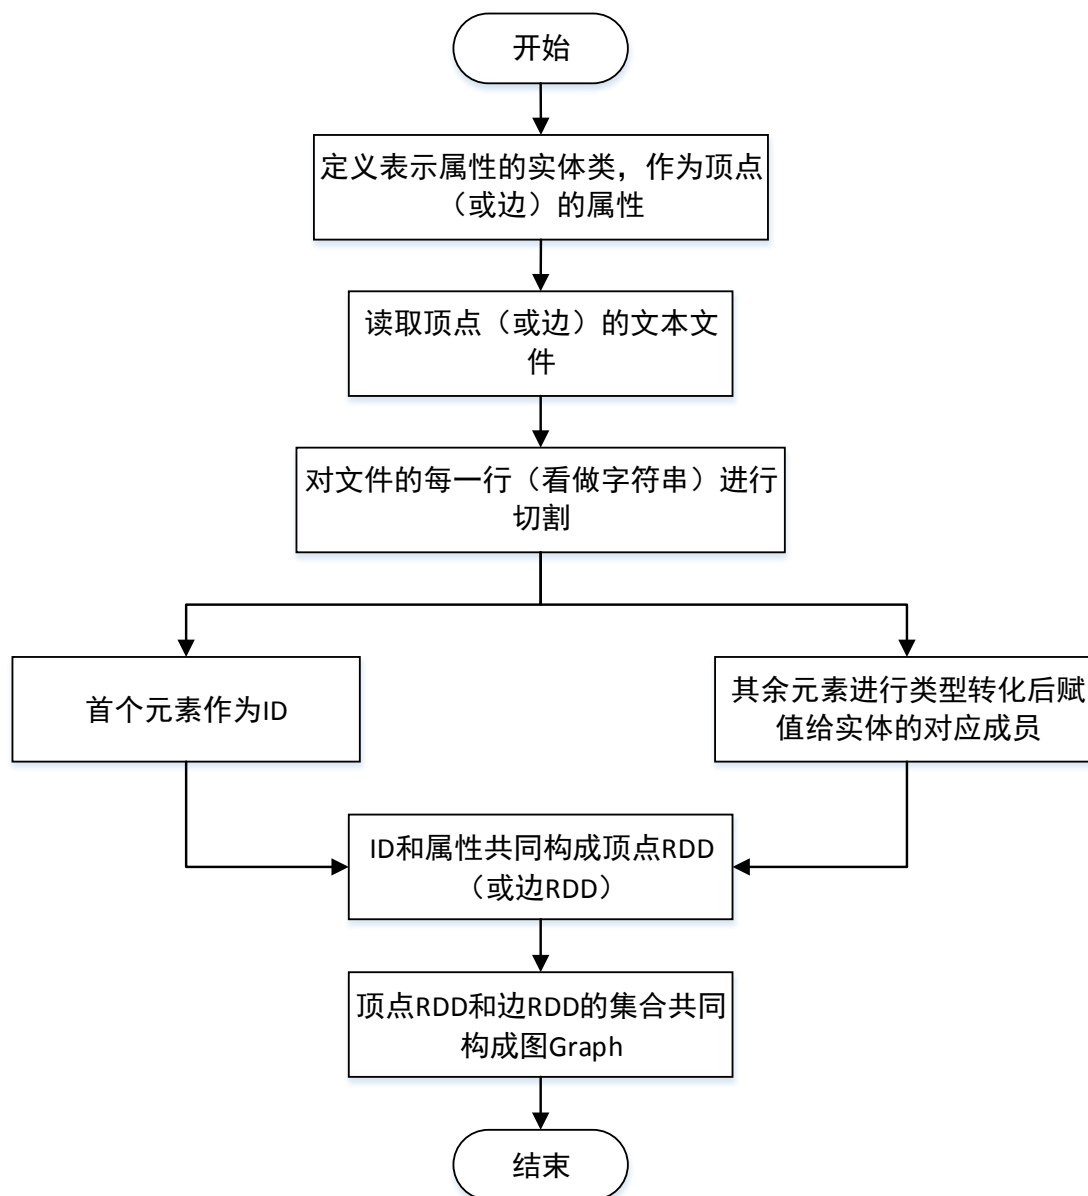 开始
定义表示属性的实体类，作为顶点
（或边）的属性
读取顶点（或边）的文本文
件
对文件的每一行（看做字符串）进行
切割
首个元素作为ID
其余元素进行类型转化后赋
值给实体的对应成员
ID和属性共同构成顶点RDD
（或边RDD）
顶点RDD和边RDD的集合共同
构成图Graph
结束